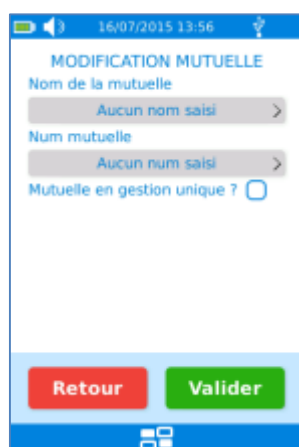 16/07/2015 13:56
MODIFICATION MUTUELLE
Nom de la mutuelle
Aucun nom saisi
Num mutuelle
Aucun num saisi
Mutuelle en gestion unique ?
Retour Valider